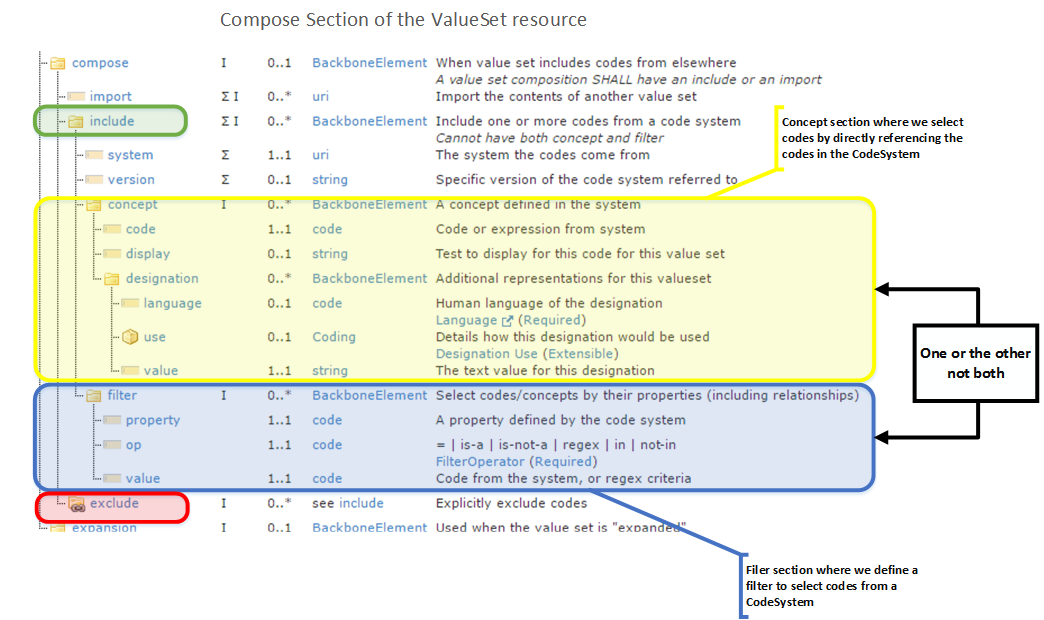 Compose Section of the ValueSet resource
compose I 0..1 BackboneElement When value set includes codes from elsewhere
A value set composition SHALL have an include or an import
import Σ I 0..* uri Import the contents of another value set
include Σ I 0..* BackboneElement Include one or more codes from a code system
Cannot have both concept and filter
system Σ 1..1 uri The system the codes come from
version Σ 0..1 string Specific version of the code system referred to
concept I 0..* BackboneElement A concept defined in the system
code 1..1 code Code or expression from system
display 0..1 string Test to display for this code for this value set
designation 0..* BackboneElement Additional representations for this valueset
language 0..1 code Human language of the designation
Language (Required)
use 0..1 Coding Details how this designation would be used
Designation Use (Extensible)
value 1..1 string The text value for this designation
filter I 0..* BackboneElement Select codes/concepts by their properties (including relationships)
property 1..1 code A property defined by the code system
op 1..1 code = | is-a | is-not-a | regex | in | not-in
FilterOperator (Required)
value 1..1 code Code from the system, or regex criteria
exclude I 0..* see include Explicitly exclude codes
expansion I 0..1 BackboneElement Used when the value set is "expanded"
Concept section where we select
codes by directly referencing the
codes in the CodeSystem
One or the other
not both
Filer section where we define a
filter to select codes from a
CodeSystem